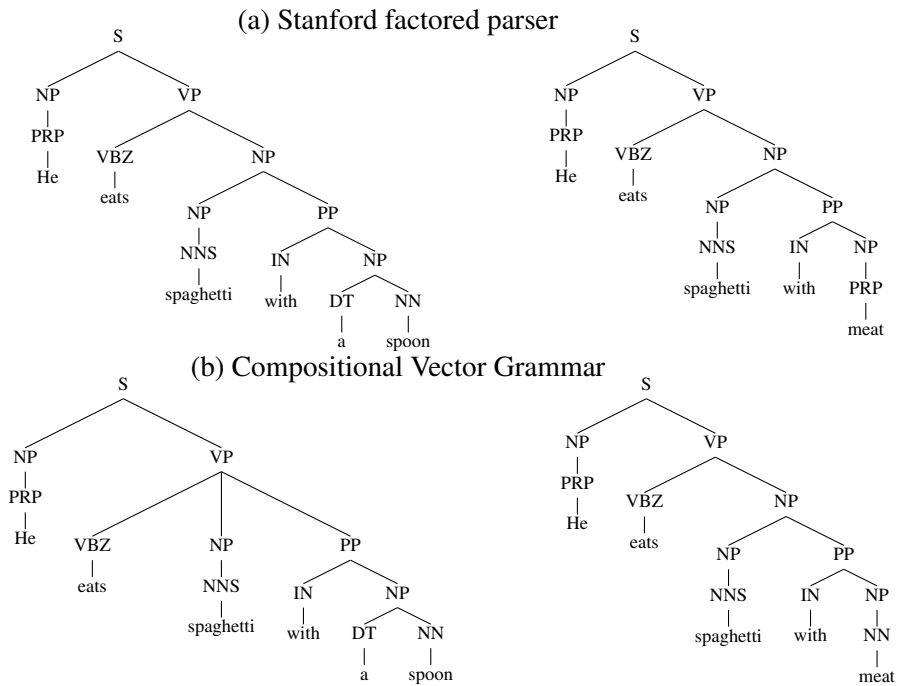 (a) Stanford factored parser
S S
NP VP NP VP
PRP PRP
VBZ NP VBZ NP
He He
eats eats
NP PP NP PP
NNS IN NP NNS IN NP
spaghetti with DT NN spaghetti with PRP
a spoon meat
(b) Compositional Vector Grammar
S S
NP VP NP VP
PRP PRP
VBZ NP
He He
VBZ NP PP eats NP PP
eats NNS IN NP NNS IN NP
spaghetti with DT NN spaghetti with NN
a spoon meat